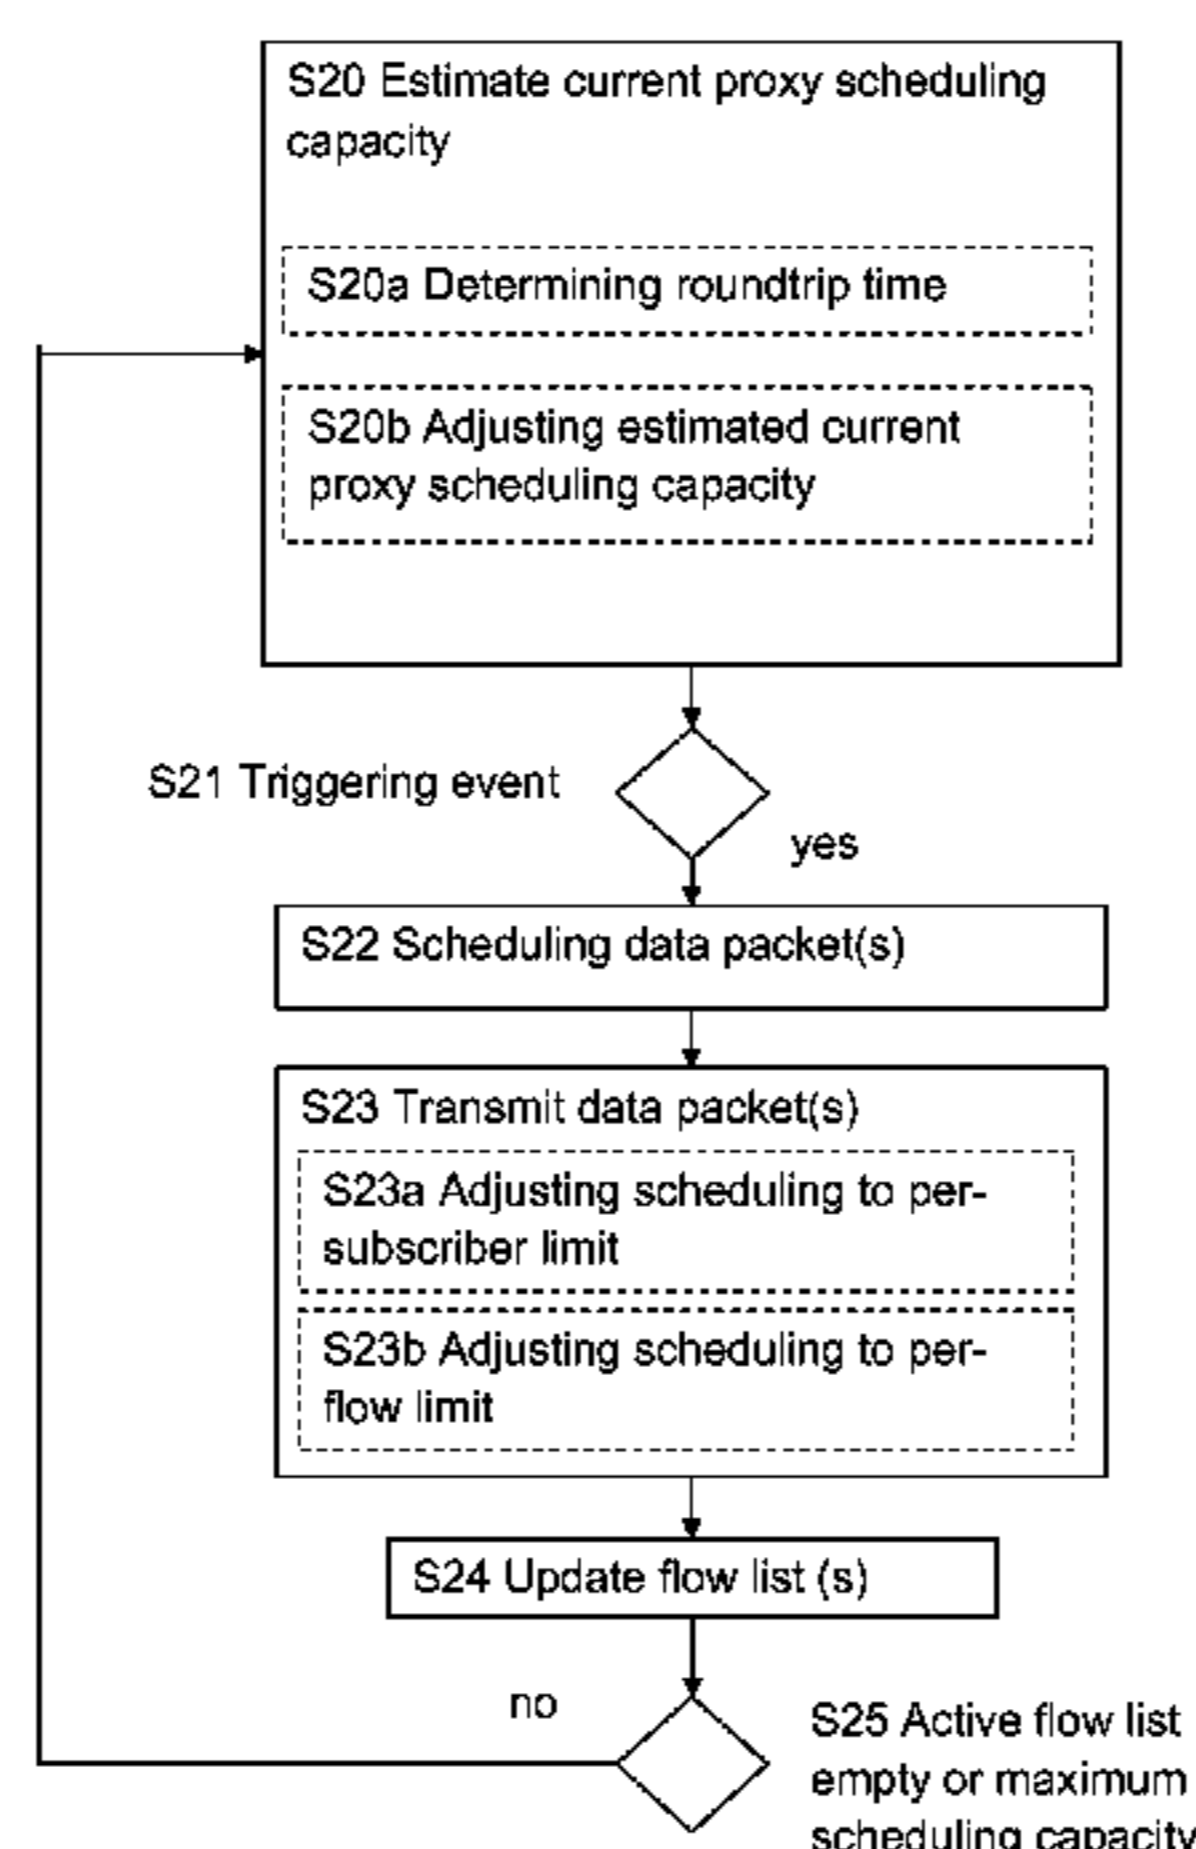 S20 Estimate current proxy scheduling
capacity
S20a Determining roundtrip time
S20b Adjusting estimated current
proxy scheduling capacity
S21 Triggering event
yes
S22 Scheduling data packet(s)
S23 Transmit data packet(s)
S23a Adjusting scheduling to per-
subscriber limit
S23b Adjusting scheduling to per-
flow limit
S24 Update flow list (s)
no
S25 Active flow list
empty or maximum
scheduling capacity